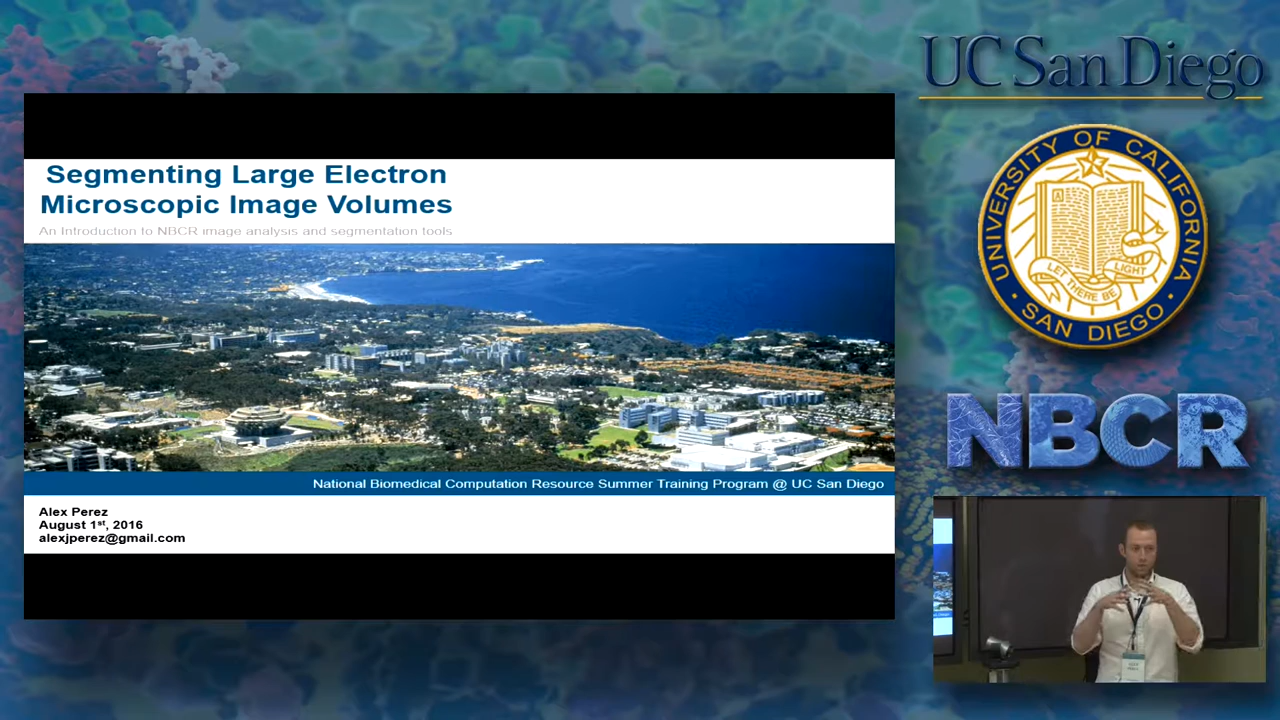 UC San Diego
Segmenting Large Electron
Microscopic Image Volumes
An Introduction to NBCR image analysis and segmentation tools
National Biomedical Computation Resource Summer Training Program @ UC San Diego
Alex Perez
August 1st, 2016
alexjperez@gmail.com
UNIVERSITY OF CALIFORNIA
A
LET THERE BE LIGHT
• SAN DIEGO •
NBCR